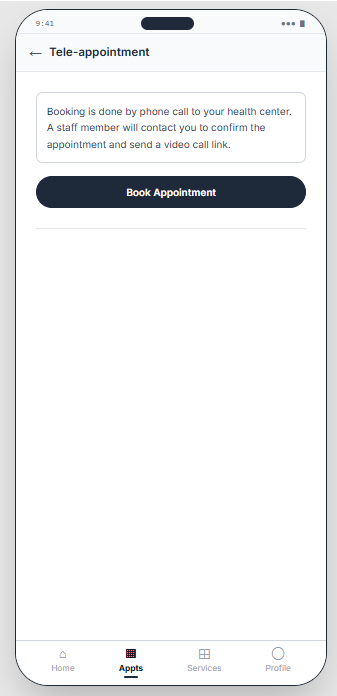 9:41
← Tele-appointment
Booking is done by phone call to your health center.
A staff member will contact you to confirm the
appointment and send a video call link.
Book Appointment
Home
Appts
Services
Profile